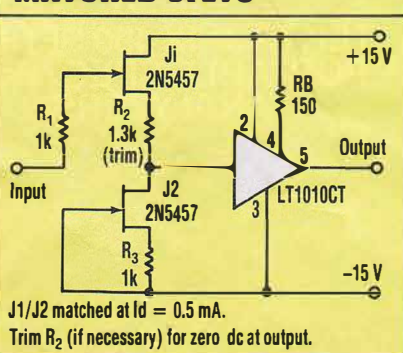 Ji
2N5457
+15 V
R1
1k
R2
1.3k
(trim)
RB
150
2
4
5
Output
Input
J2
2N5457
3
LT1010CT
R3
1k
−15 V
J1/J2 matched at Id = 0.5 mA.
Trim R2 (if necessary) for zero dc at output.